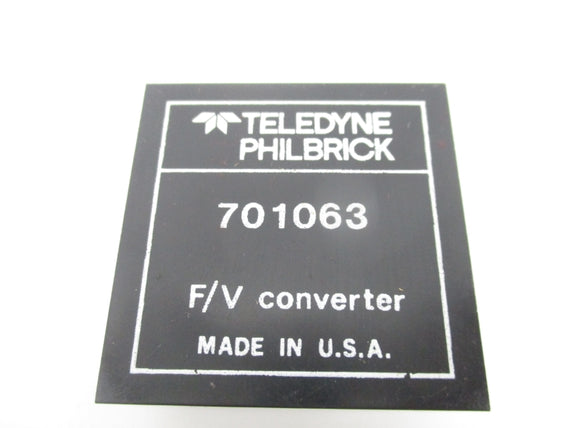 TELEDYNE
PHILBRICK
701063
F/V converter
MADE IN U.S.A.